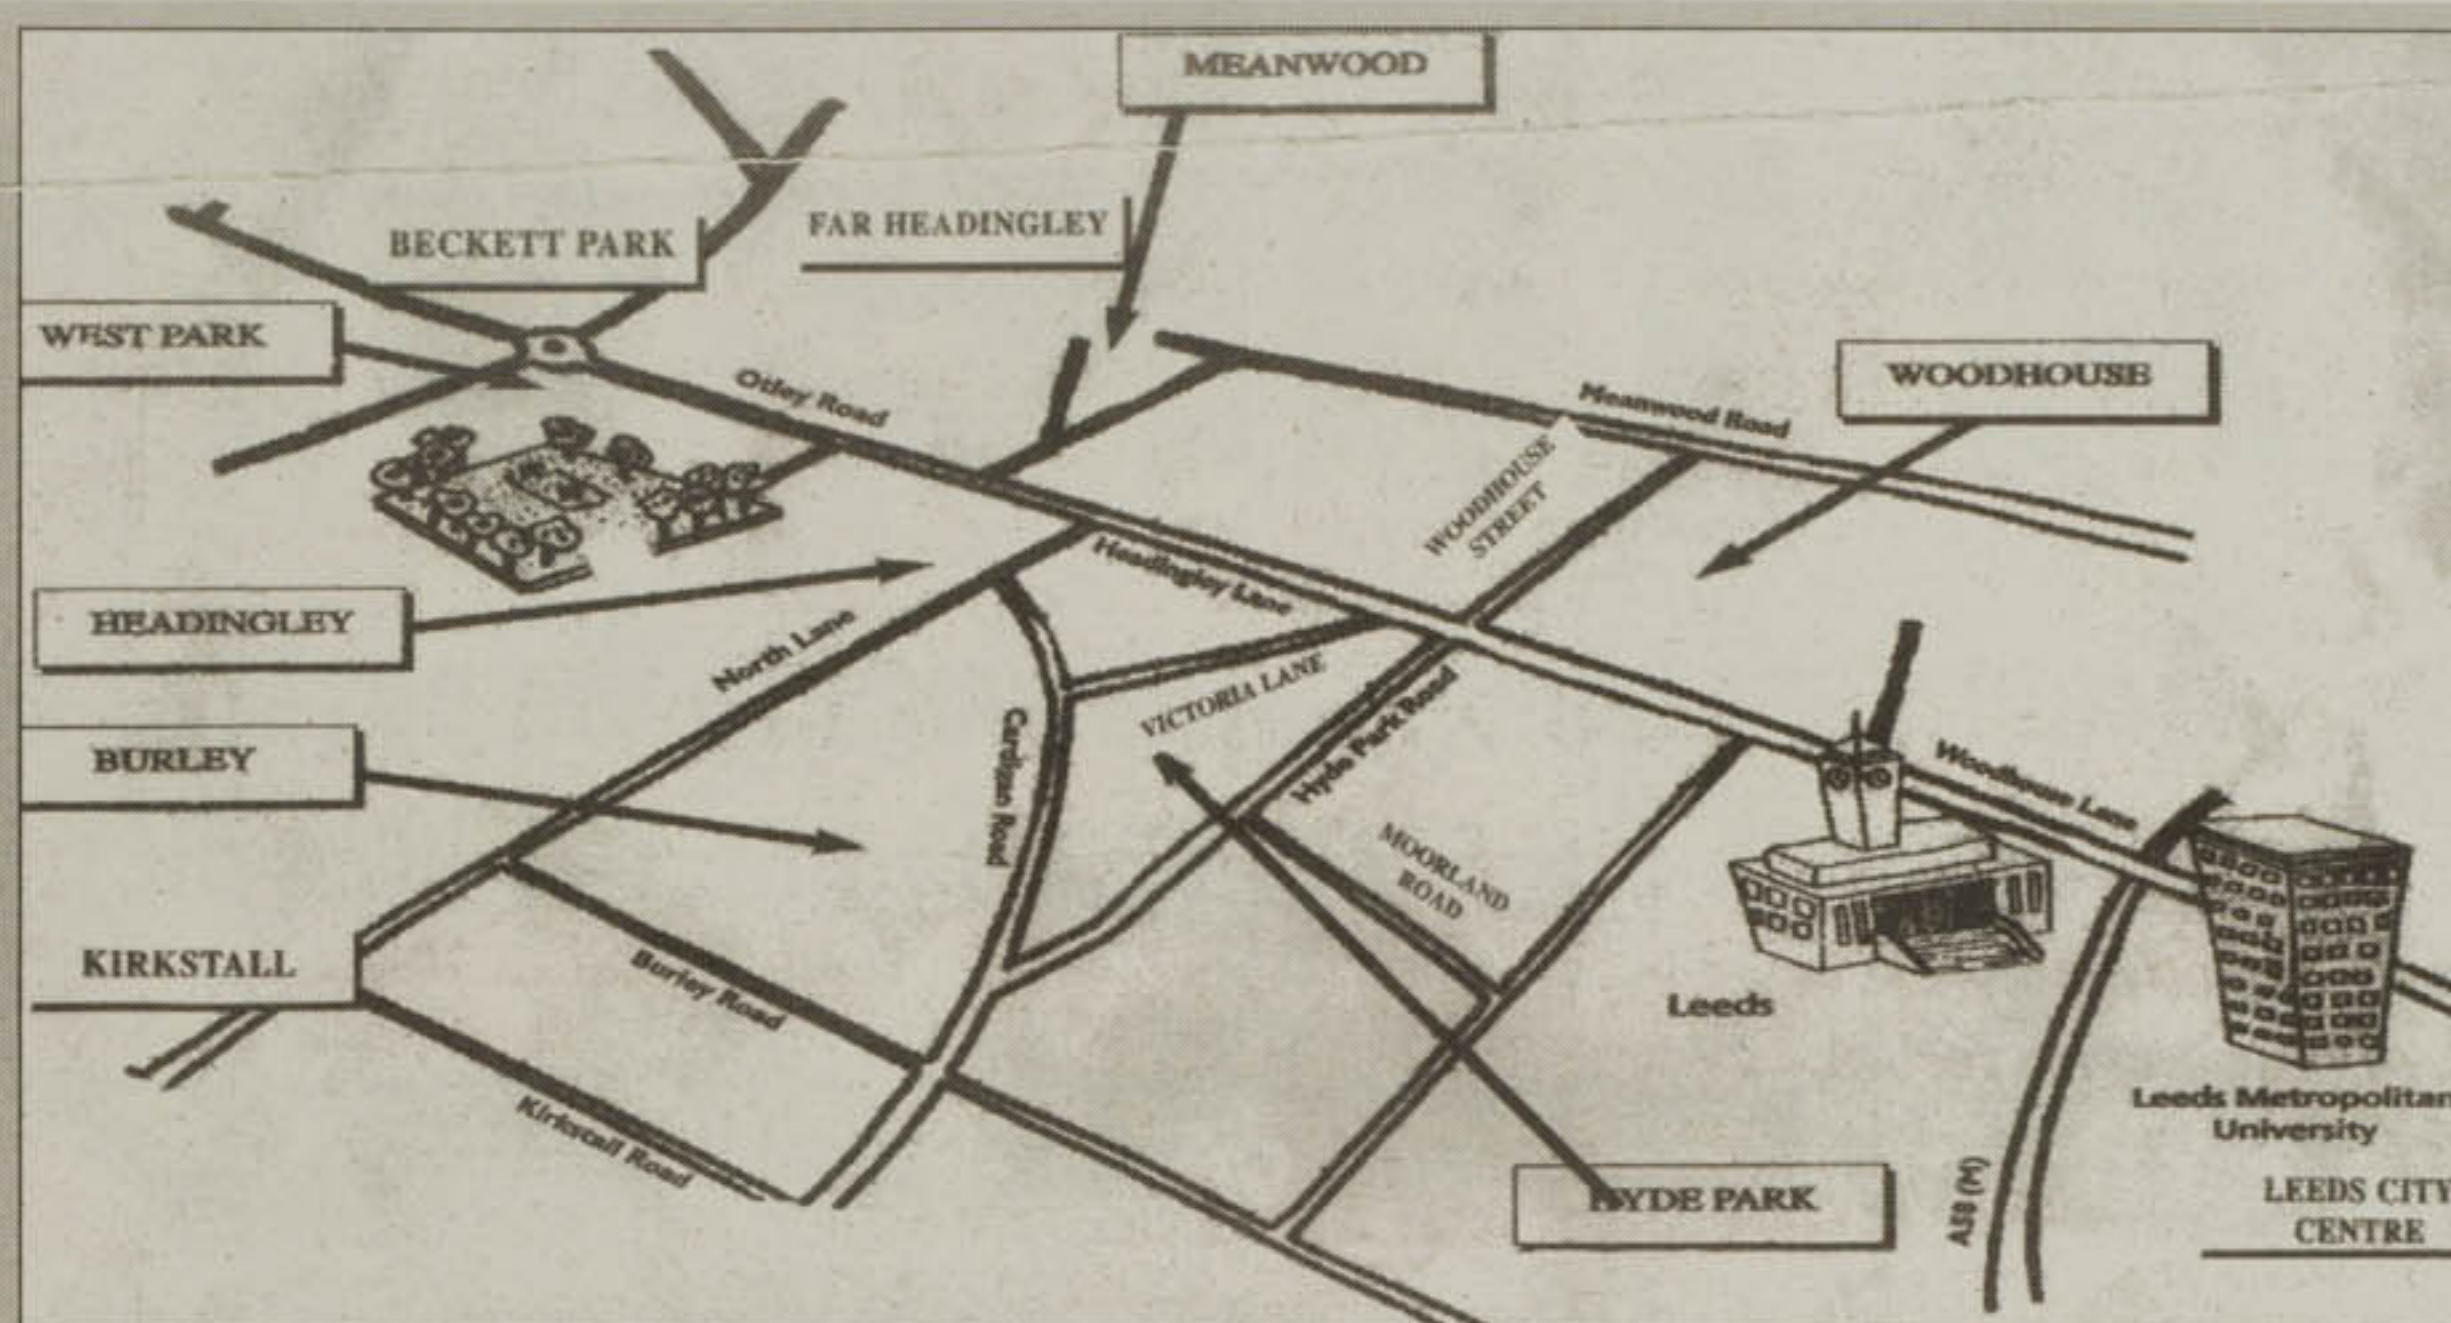 MEANWOOD
FAR HEADINGLEY
BECKETT PARK
WEST PARK
Otley Road
Meanwood Road
WOODHOUSE
WOODHOUSE
STREET
Headingley Lane
HEADINGLEY
North Lane
VICTORIA LANE
Hyde Park Road
Cardigan Road
BURLEY
Woodhouse Lane
MOORLAND
ROAD
KIRKSTALL
Burley Road
Leeds
Kirkstall Road
Leeds Metropolitan
University
HYDE PARK
A58 (M)
LEEDS CITY
CENTRE